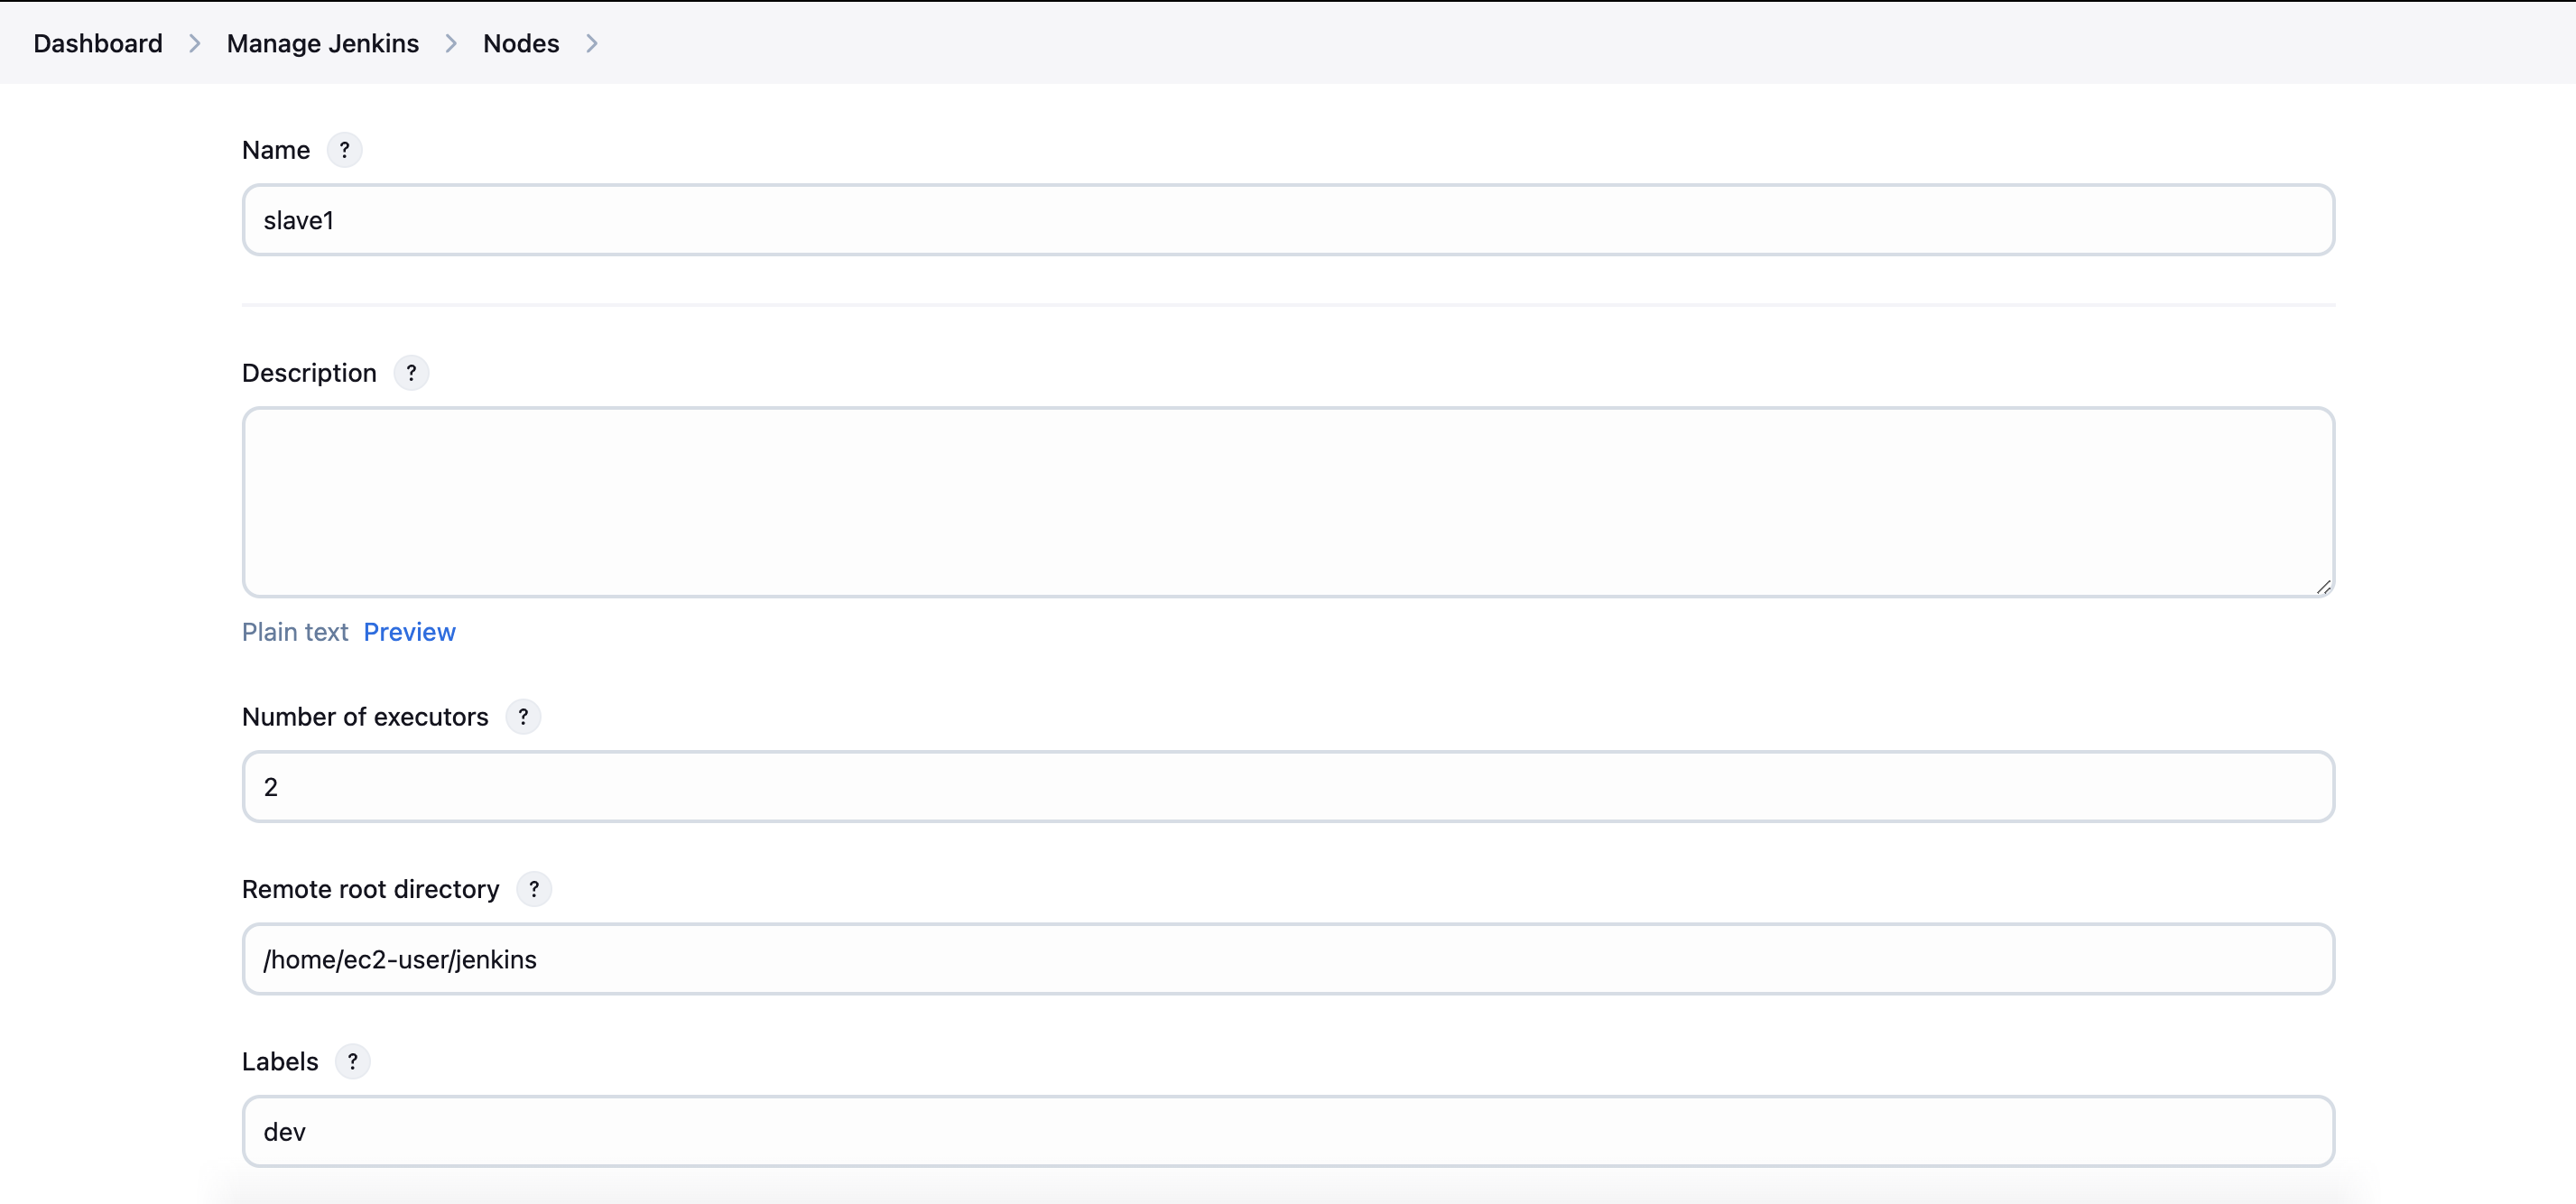 Dashboard > Manage Jenkins > Nodes >
Name ?
slave1
Description ?
Plain text Preview
Number of executors ?
2
Remote root directory ?
/home/ec2-user/jenkins
Labels ?
dev